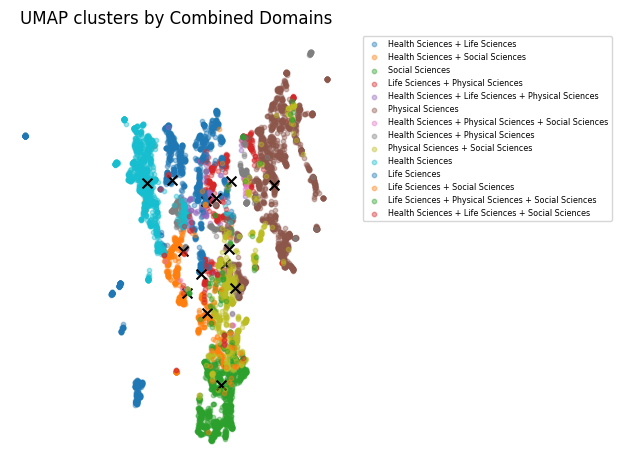 UMAP clusters by Combined Domains
Health Sciences + Life Sciences
Health Sciences + Social Sciences
Social Sciences
Life Sciences + Physical Sciences
Health Sciences + Life Sciences + Physical Sciences
Physical Sciences
Health Sciences + Physical Sciences + Social Sciences
Health Sciences + Physical Sciences
Physical Sciences + Social Sciences
Health Sciences
Life Sciences
Life Sciences + Social Sciences
Life Sciences + Physical Sciences + Social Sciences
Health Sciences + Life Sciences + Social Sciences